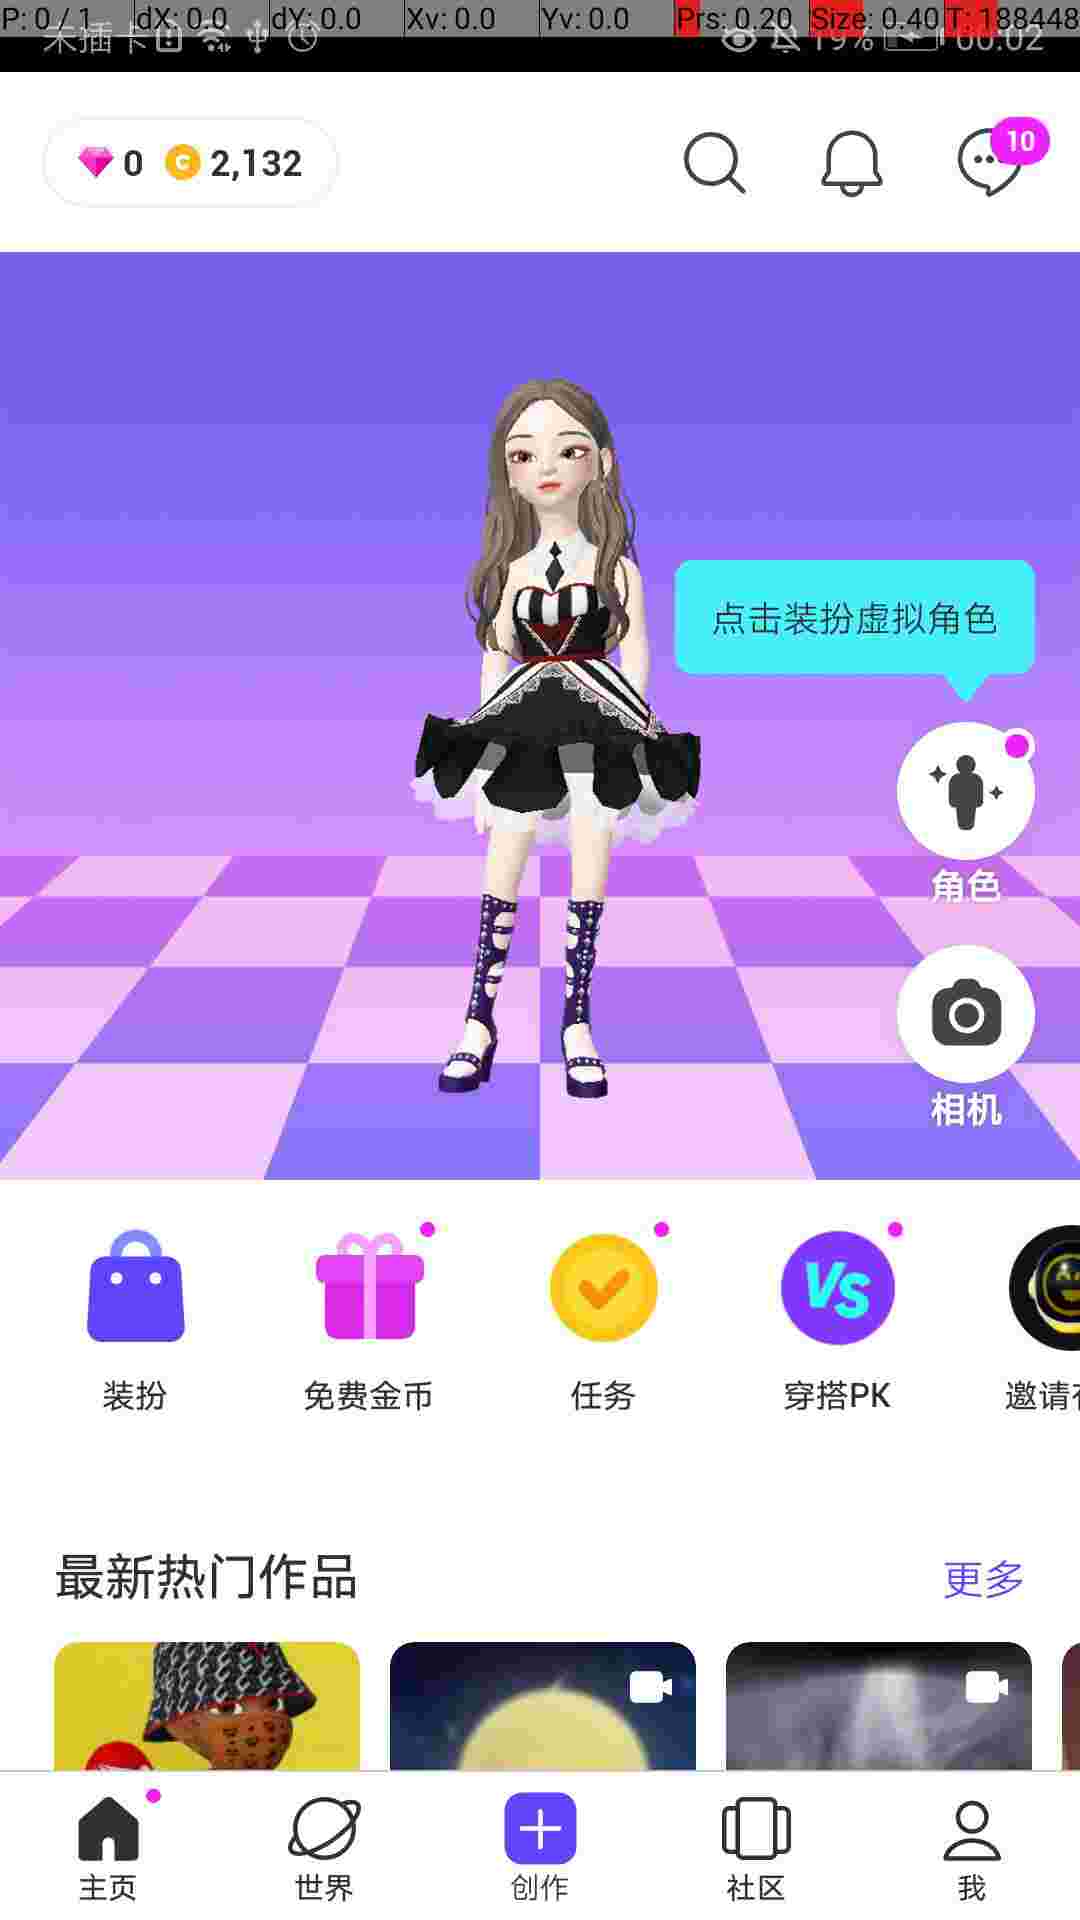 P: 0 / 1 dX: 0.0 dY: 0.0 Xv: 0.0 Yv: 0.0 Prs: 0.20 Size: 0.40 T: 188448
未插卡 19% 00:02
0 2,132
10
点击装扮虚拟角色
角色
相机
装扮 免费金币 任务 穿搭PK 邀请
VS
最新热门作品 更多
主页 世界 创作 社区 我